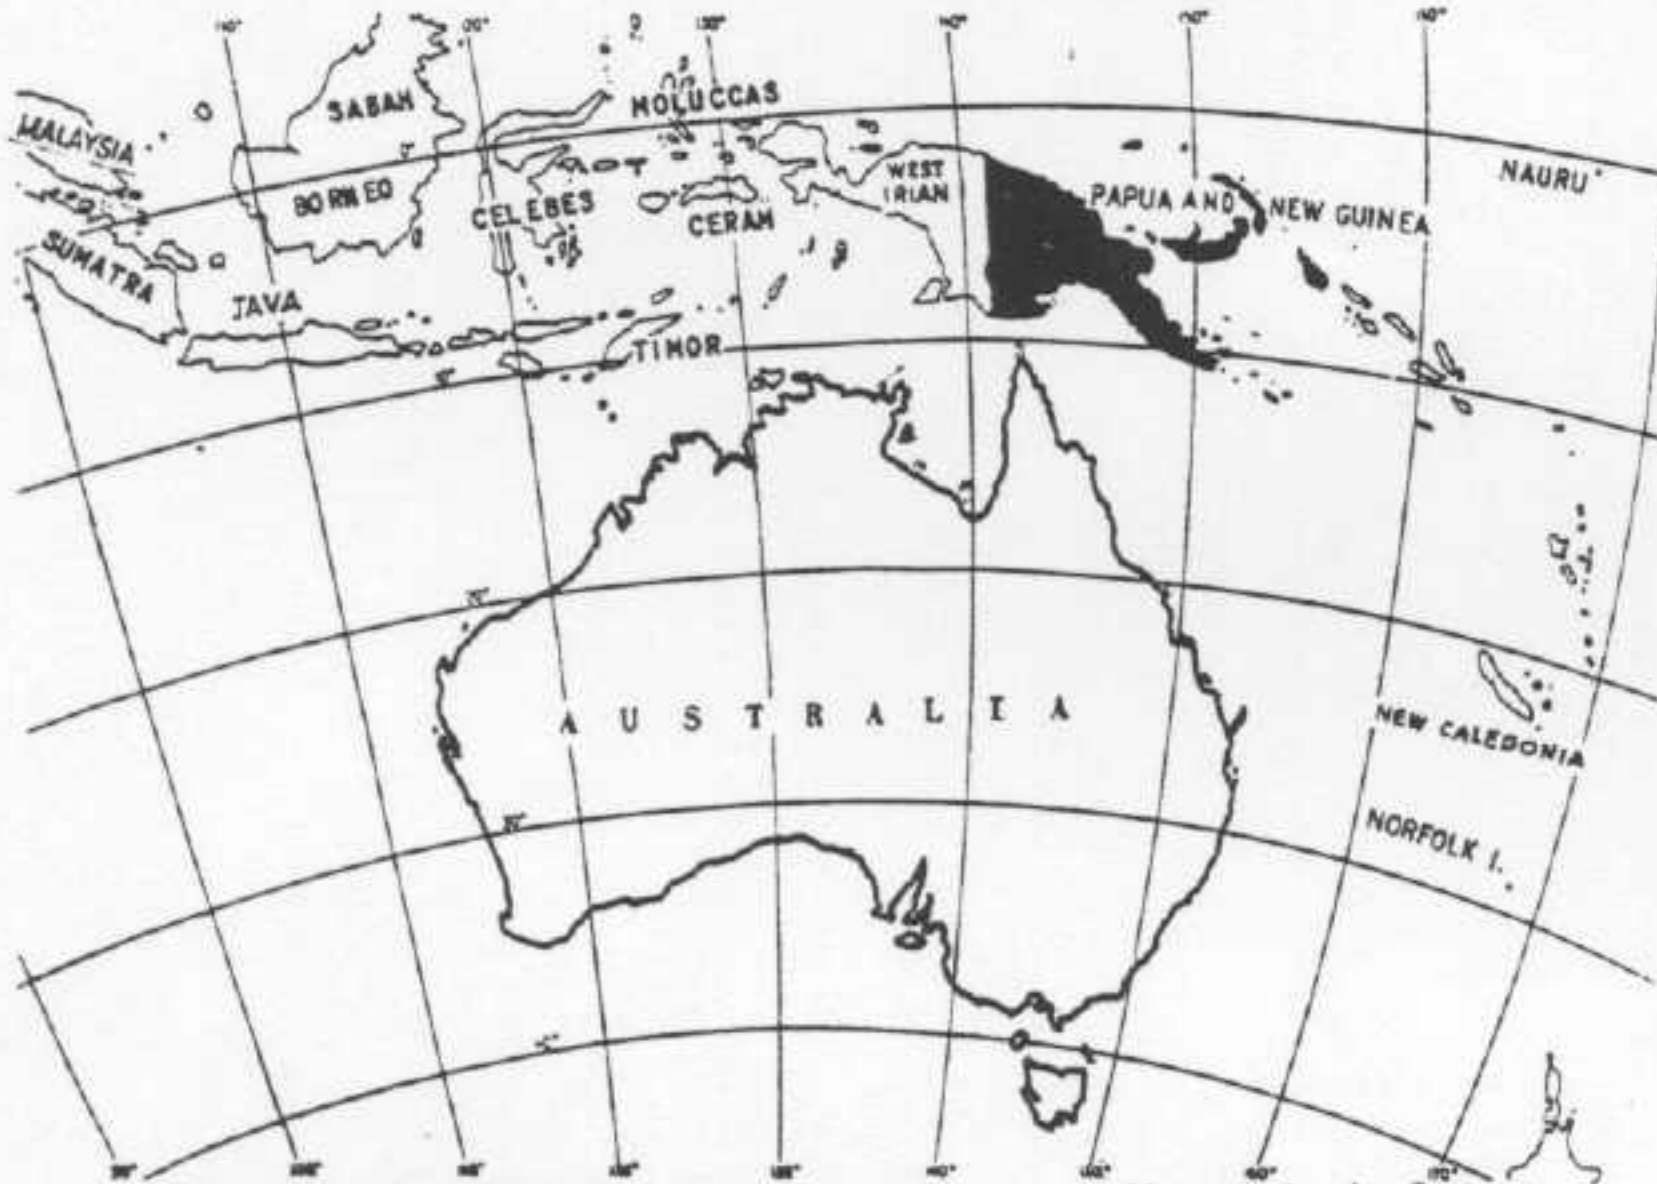 SABAH
MOLUCCAS
MALAYSIA
WEST
IRIAN
NAURU
BORNEO
CELEBES
CERAM
PAPUA AND NEW GUINEA
SUMATRA
JAVA
TIMOR
AUSTRALIA
NEW CALEDONIA
NORFOLK I.